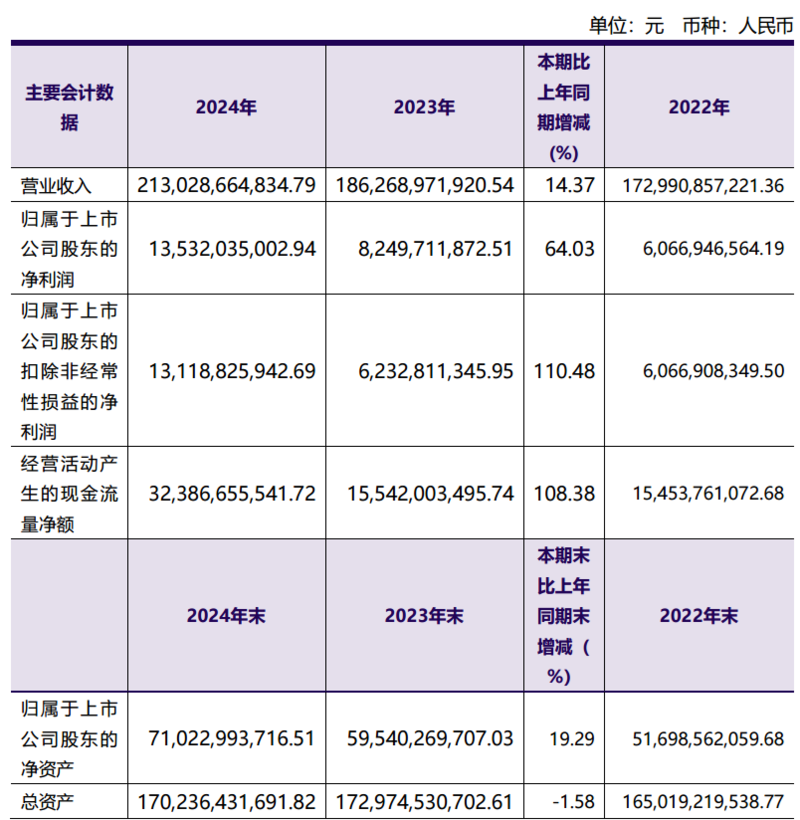 单位：元 币种：人民币
主要会计数
据
2024年
2023年
本期比
上年同
期增减
(%)
2022年
营业收入
213,028,664,834.79
186,268,971,920.54
14.37
172,990,857,221.36
归属于上市
公司股东的
净利润
13,532,035,002.94
8,249,711,872.51
64.03
6,066,946,564.19
归属于上市
公司股东的
扣除非经常
性损益的净
利润
13,118,825,942.69
6,232,811,345.95
110.48
6,066,908,349.50
经营活动产
生的现金流
量净额
32,386,655,541.72
15,542,003,495.74
108.38
15,453,761,072.68
2024年末
2023年末
本期末
比上年
同期末
增减（
%)
2022年末
归属于上市
公司股东的
净资产
71,022,993,716.51
59,540,269,707.03
19.29
51,698,562,059.68
总资产
170,236,431,691.82
172,974,530,702.61
-1.58
165,019,219,538.77